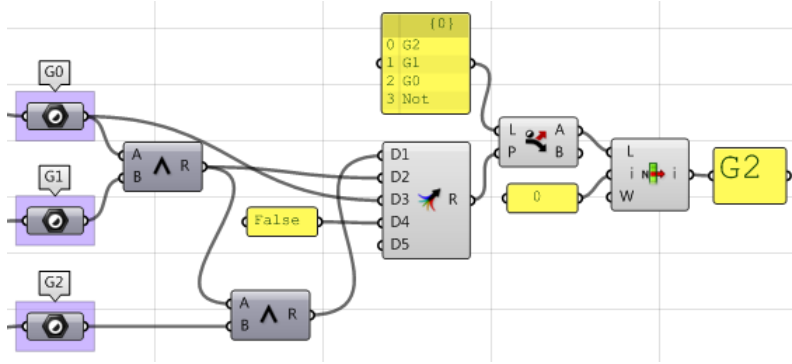 {0}
0 G2
1 G1
2 G0
3 Not
G0
A
B
R
G1
D1
D2
D3
D4
D5
R
False
L
P
A
B
0
L
i
W
N
i
G2
G2
A
B
R